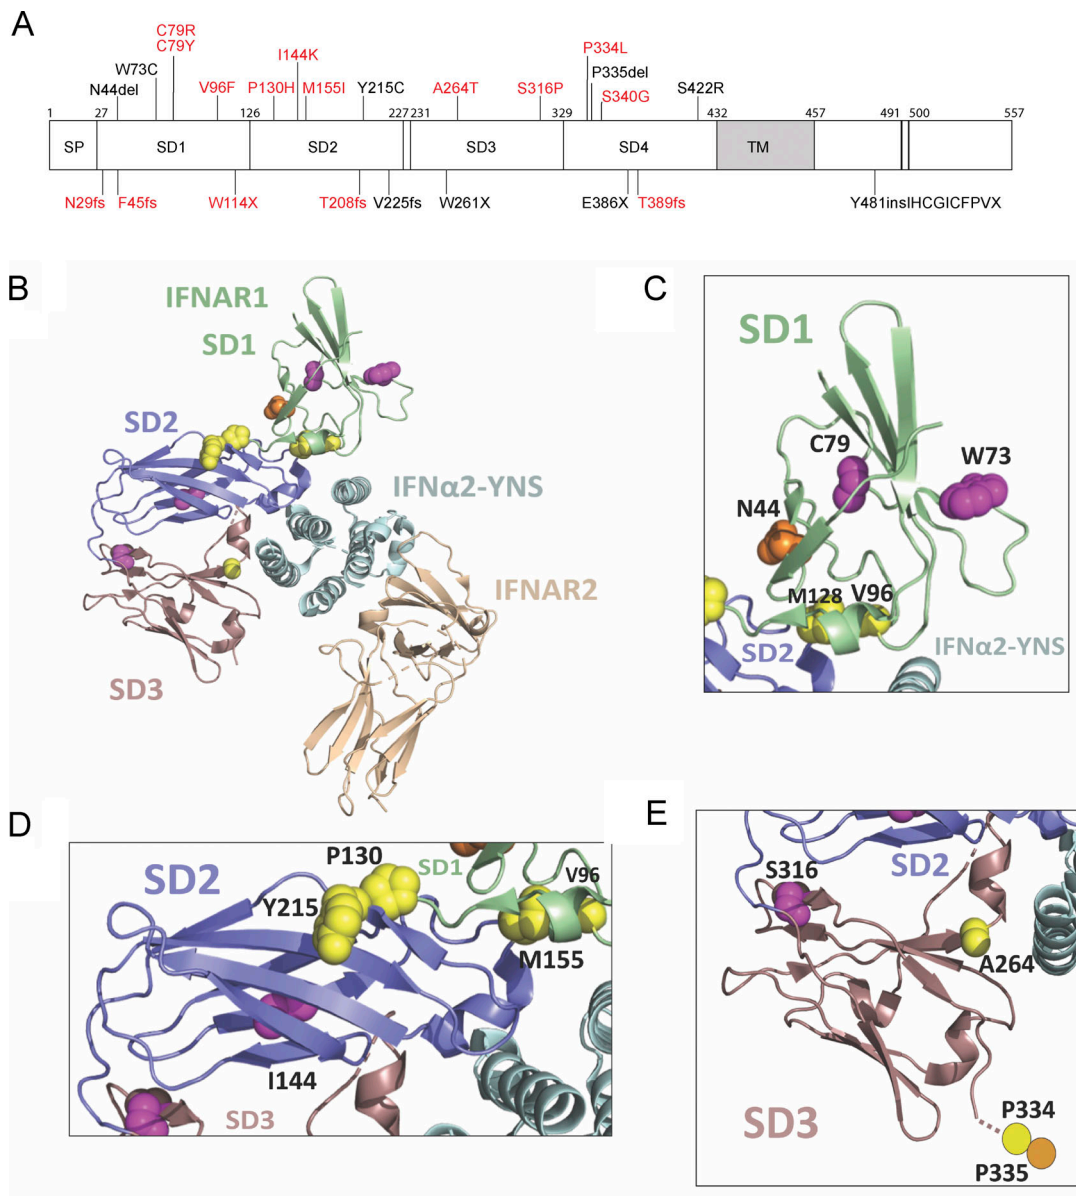 A
C79R
C79Y
I144K
P334L
W73C
P335del
N44del
V96F
P130H
M155I
Y215C
A264T
S316P
S340G
S422R
1
27
126
227
231
329
432
457
491
500
557
SP
SD1
SD2
SD3
SD4
TM
N29fs
F45fs
W114X
T208fs
V225fs
W261X
E386X
T389fs
Y481insIHCGICFPVX
B
IFNAR1
SD1
SD2
IFNα2-YNS
IFNAR2
SD3
C
SD1
C79
W73
N44
M128
V96
SD2
IFNα2-YNS
D
P130
SD1
SD2
V96
Y215
M155
I144
SD3
E
SD2
S316
A264
P334
SD3
P335